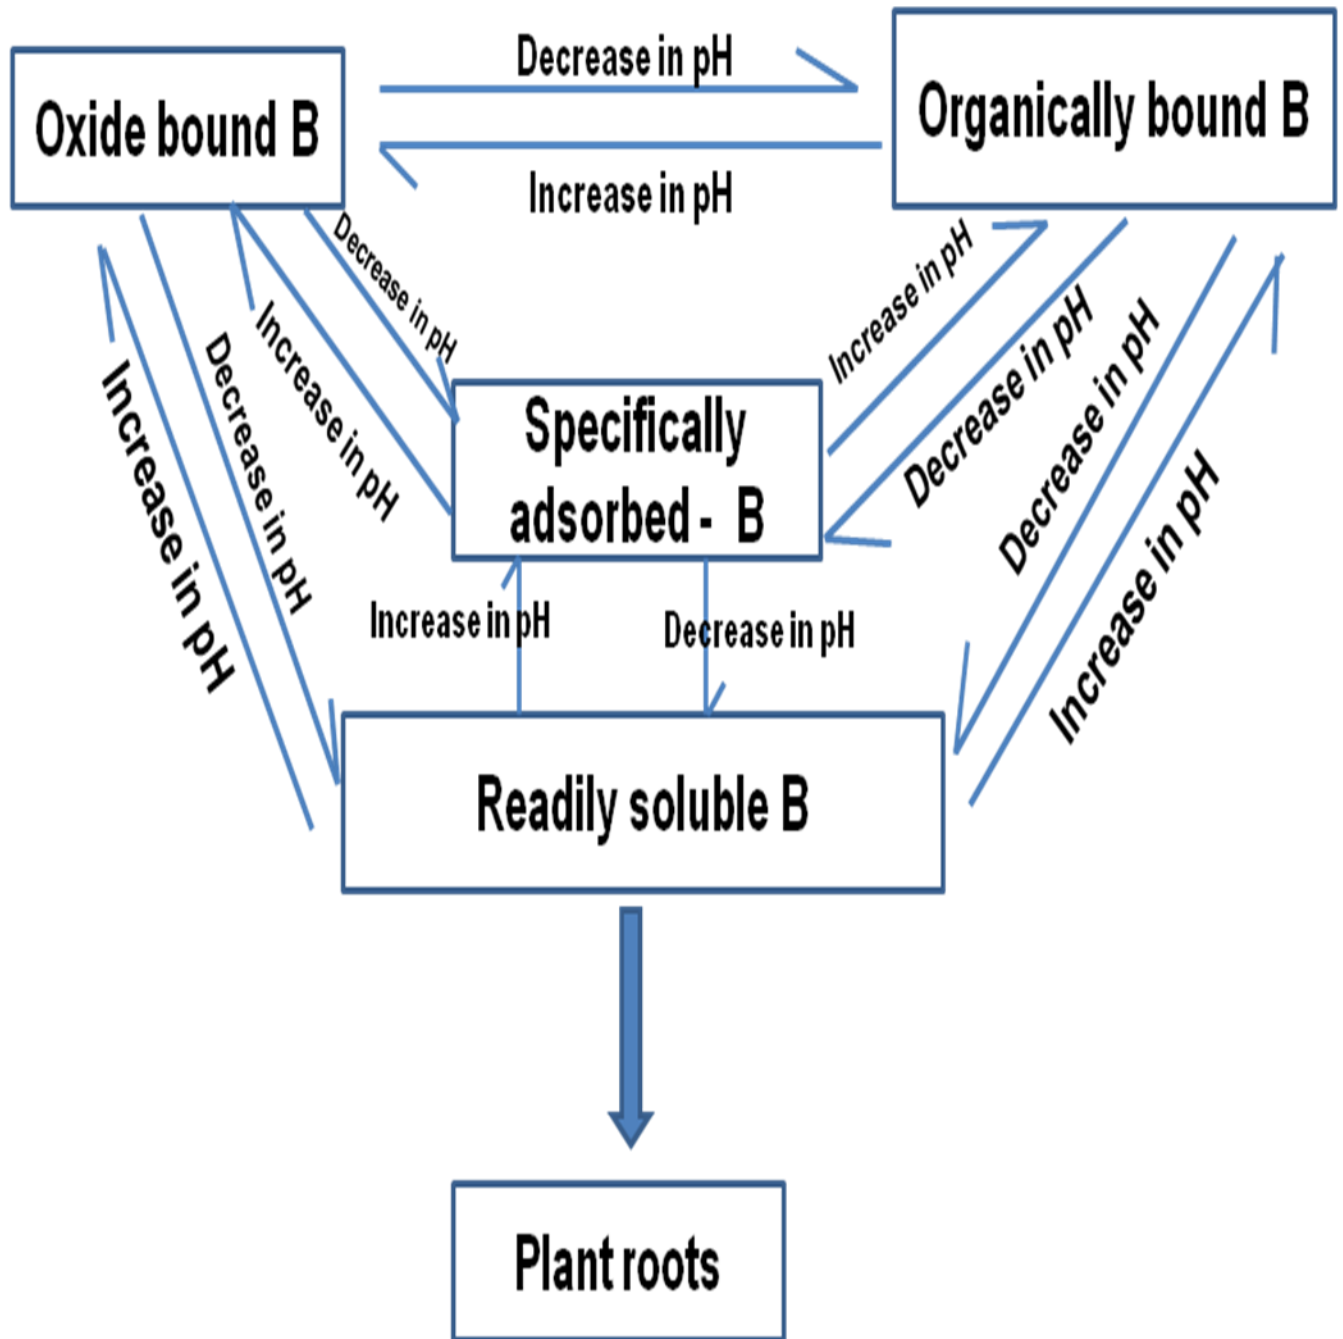 Decrease in pH
Oxide bound B
Organically bound B
Increase in pH
Decrease in pH
Increase in pH
Increase in pH
Decrease in pH
Increase in pH
Decrease in pH
Decrease in pH
Increase in pH
Specifically
adsorbed - B
Increase in pH
Decrease in pH
Readily soluble B
Plant roots